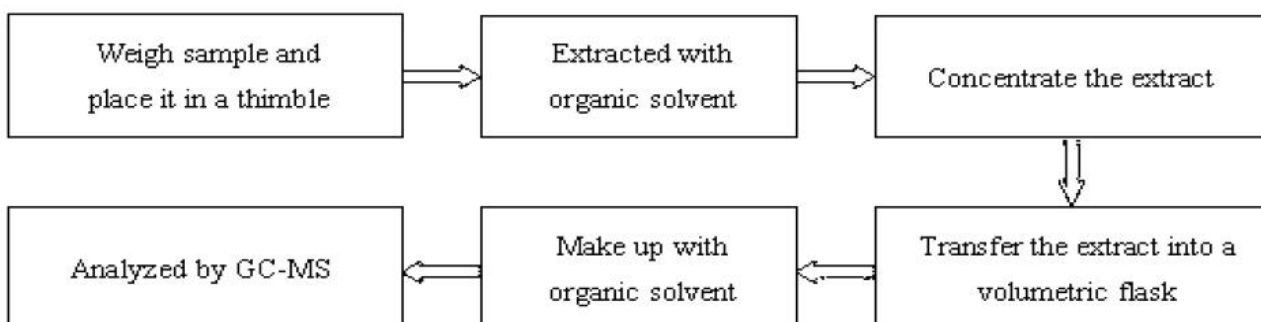 Weigh sample and
place it in a thimble
Extracted with
organic solvent
Concentrate the extract
Transfer the extract into a
volumetric flask
Make up with
organic solvent
Analyzed by GC-MS